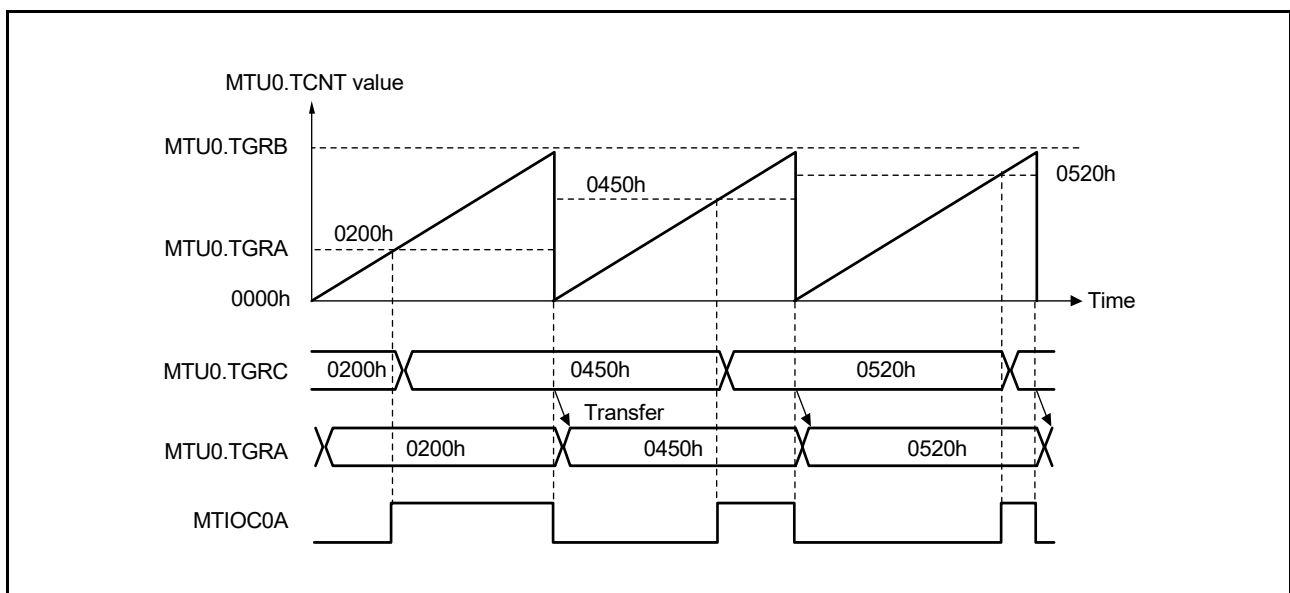 MTU0.TCNT value
MTU0.TGRB
0520h
0450h
0200h
MTU0.TGRA
0000h
Time
MTU0.TGRC 0200h 0450h 0520h
Transfer
MTU0.TGRA 0200h 0450h 0520h
MTIOC0A